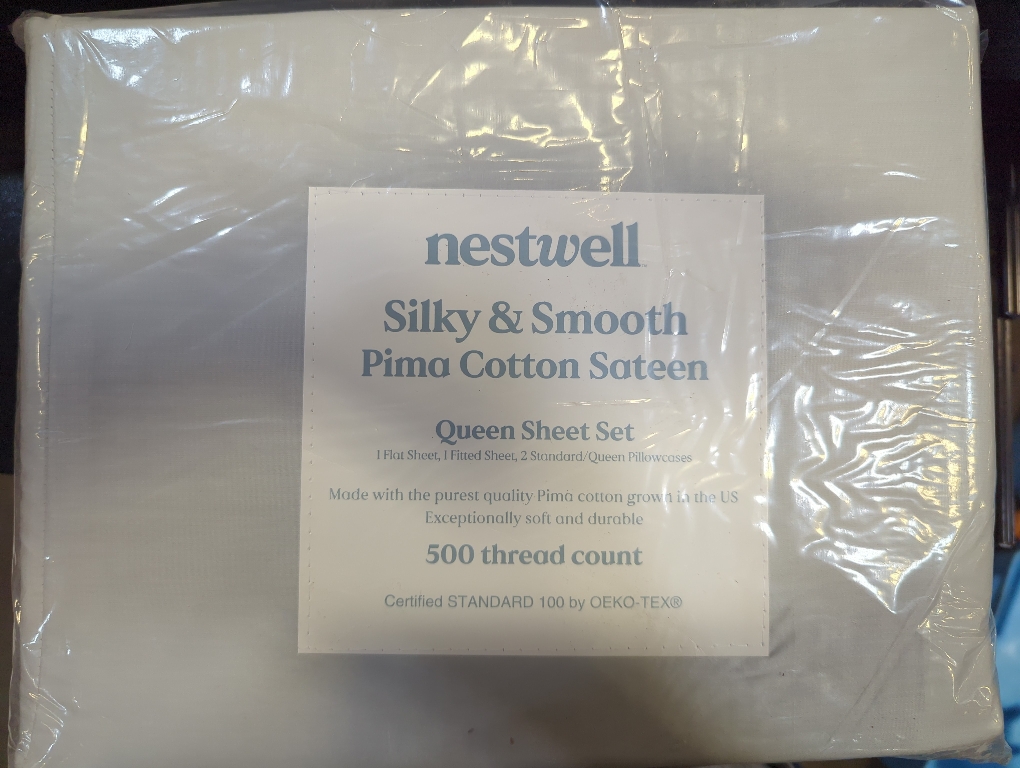 nestwell
Silky & Smooth
Pima Cotton Sateen
Queen Sheet Set
1 Flat Sheet, 1 Fitted Sheet, 2 Standard/Queen Pillowcases
Made with the purest quality Pima cotton grown in the US
Exceptionally soft and durable
500 thread count
Certified STANDARD 100 by OEKO-TEX®